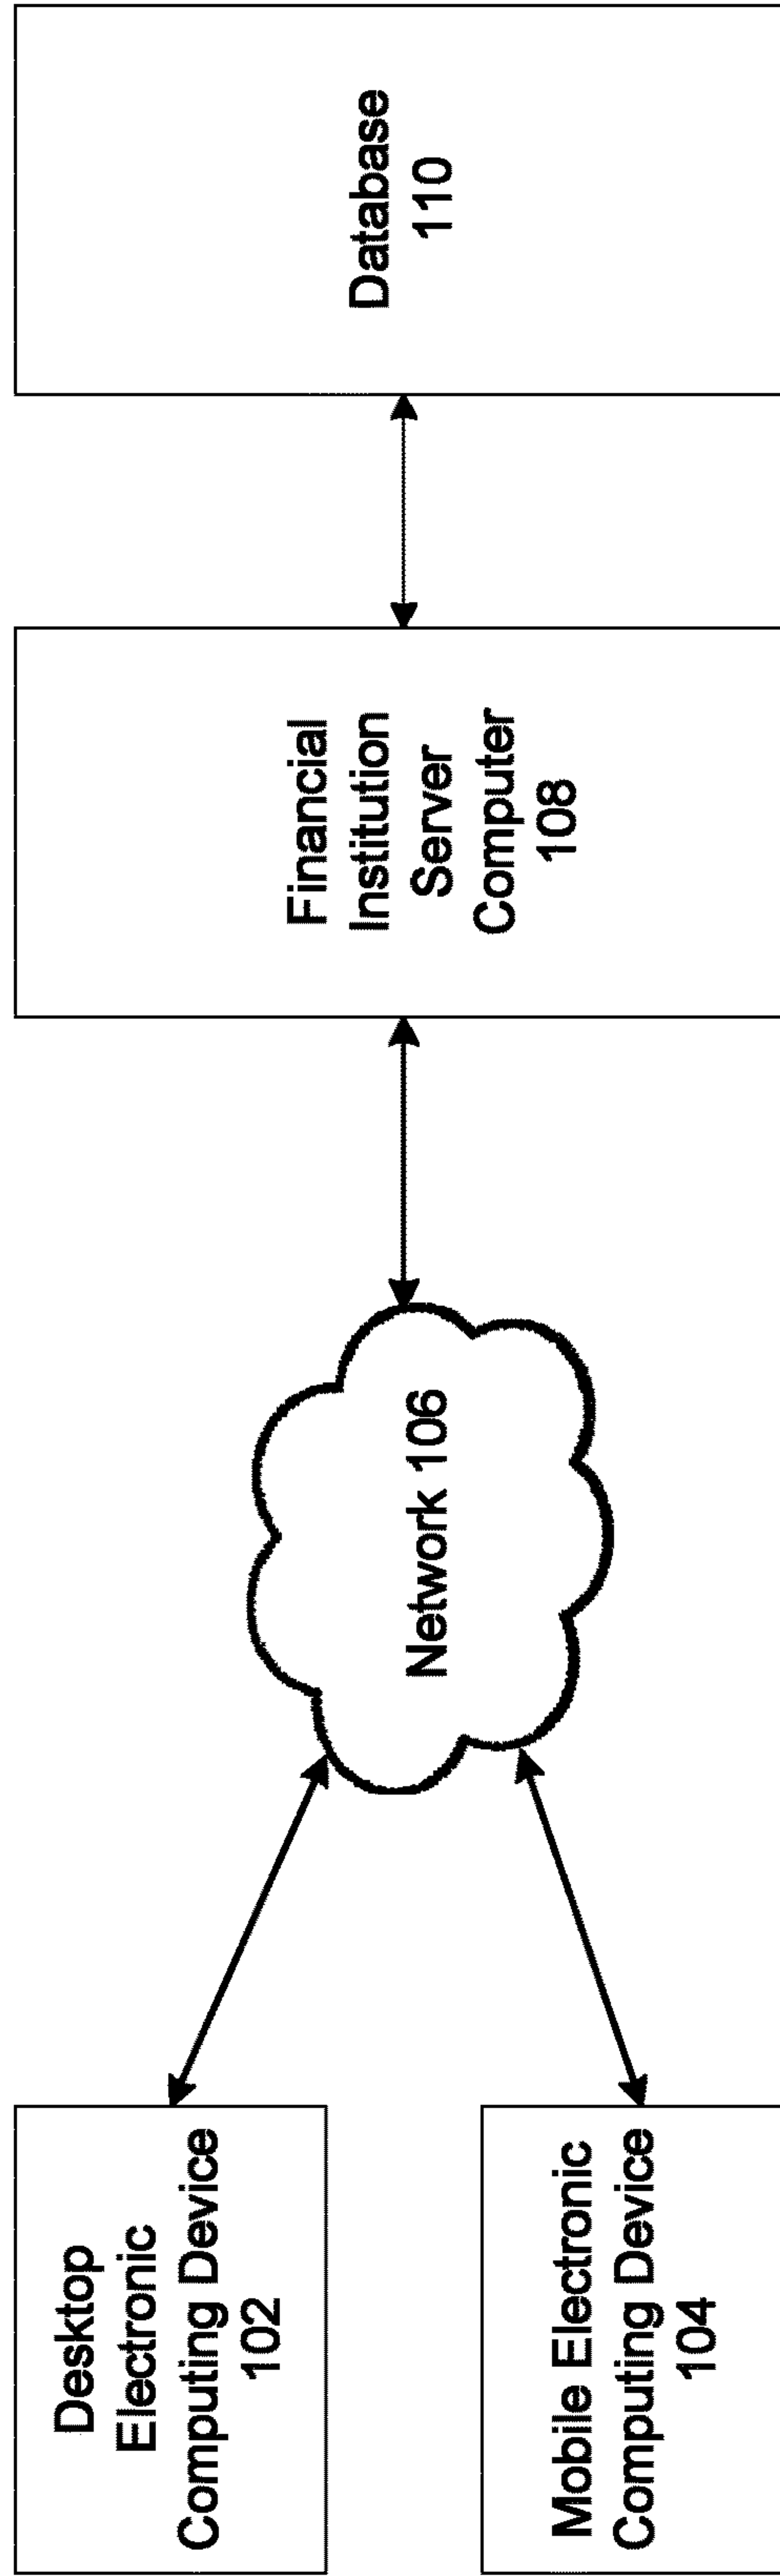 Desktop
Electronic
Computing Device
102
Mobile Electronic
Computing Device
104
Network 106
Financial
Institution
Server
Computer
108
Database
110